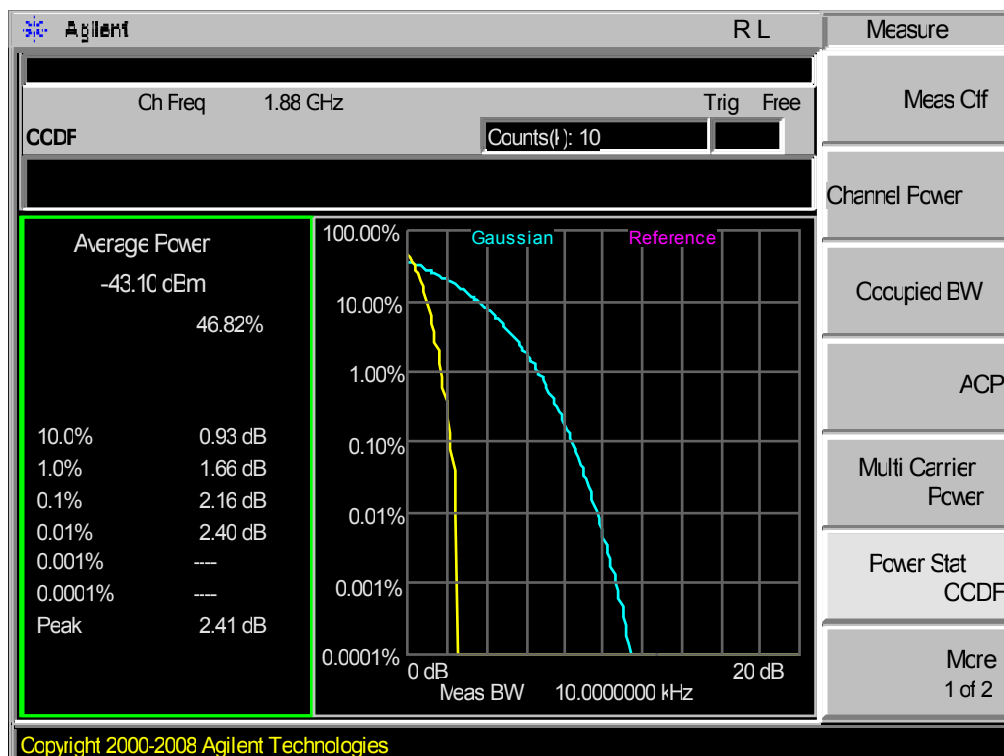 Agilent
R L
Measure
Ch Freq 1.88 GHz
Trig Free
CCDF
Counts(k): 10
Meas Off
Channel Power
Occupied BW
ACP
Multi Carrier
Power
Power Stat
CCDF
More
1 of 2
Average Power
-43.10 dBm
46.82%
10.0% 0.93 dB
1.0% 1.66 dB
0.1% 2.16 dB
0.01% 2.40 dB
0.001% ----
0.0001% ----
Peak 2.41 dB
Gaussian
Reference
100.00%
10.00%
1.00%
0.10%
0.01%
0.001%
0.0001%
0 dB
20 dB
Meas BW 10.0000000 kHz
Copyright 2000-2008 Agilent Technologies